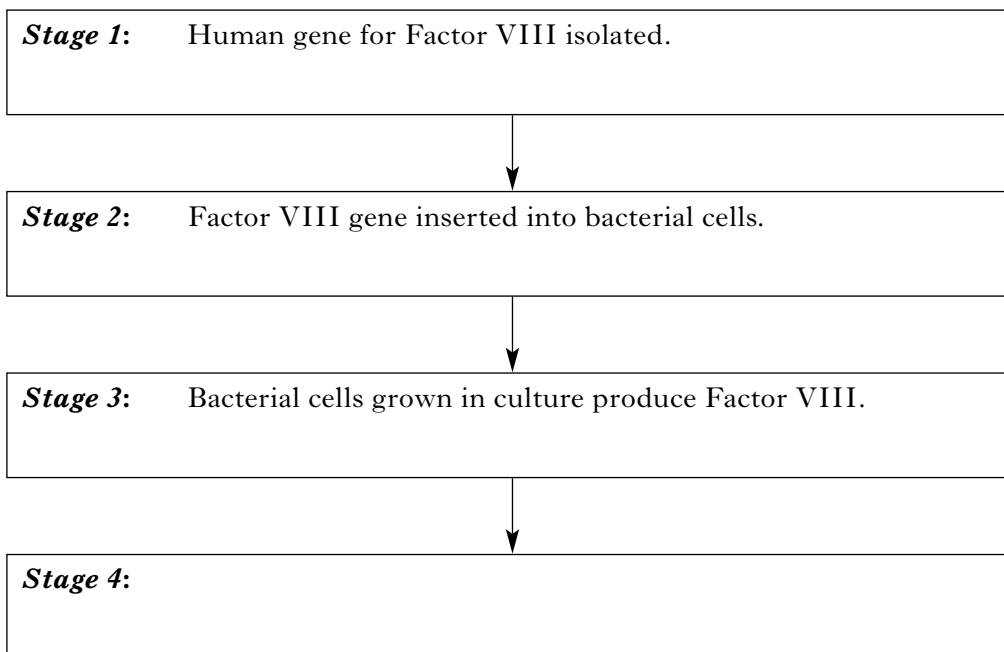 Stage 1: Human gene for Factor VIII isolated.
Stage 2: Factor VIII gene inserted into bacterial cells.
Stage 3: Bacterial cells grown in culture produce Factor VIII.
Stage 4: